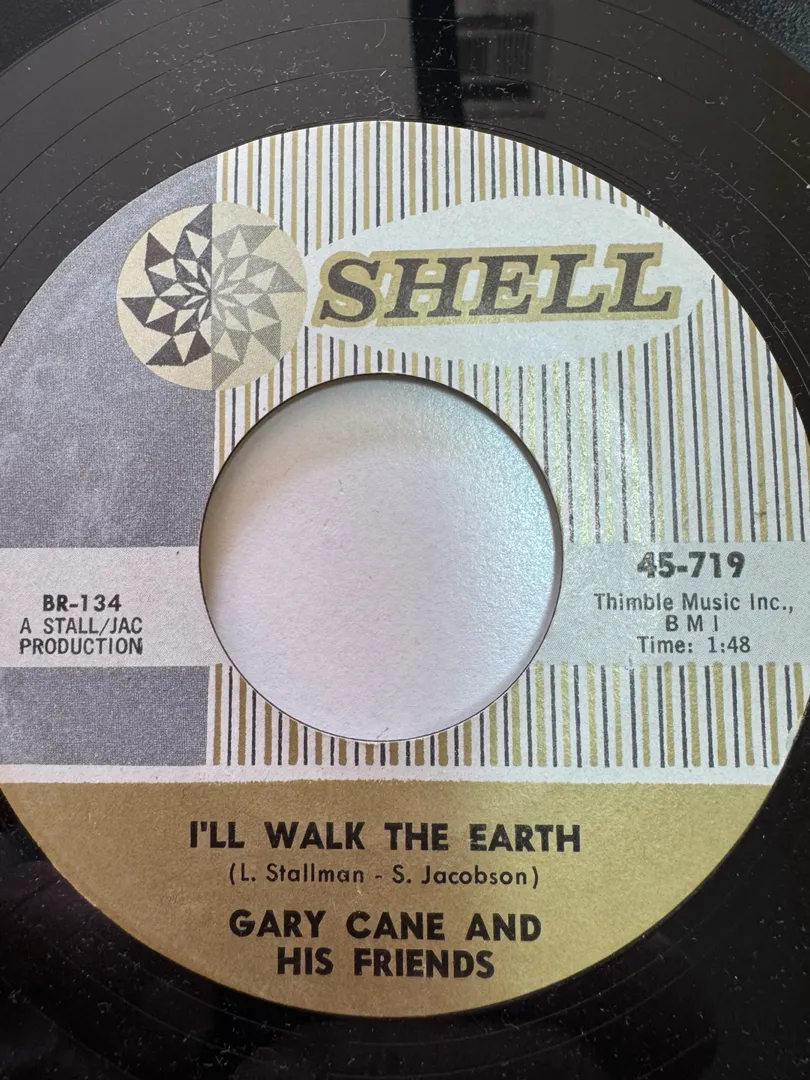 SHELL
BR-134
A STALL/JAC
PRODUCTION
45-719
Thimble Music Inc.,
B M I
Time: 1:48
I'LL WALK THE EARTH
(L. Stallman - S. Jacobson)
GARY CANE AND
HIS FRIENDS